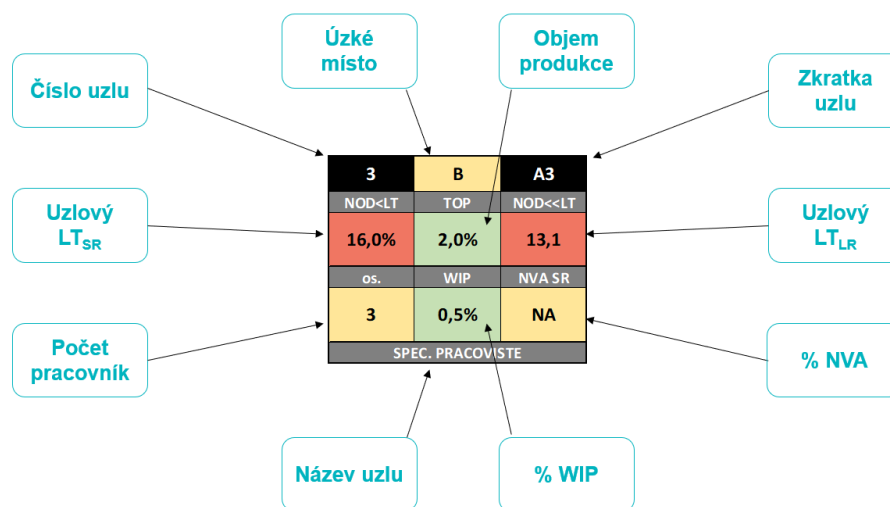 Úzké
místo
Objem
produkce
Číslo uzlu
Zkratka
uzlu
3 B A3
NOD<LT TOP NOD<<LT
Uzlový
LTSR
16,0% 2,0% 13,1
Uzlový
LTLR
os. WIP NVA SR
3 0,5% NA
Počet
pracovník
% NVA
SPEC. PRACOVISTE
Název uzlu
% WIP